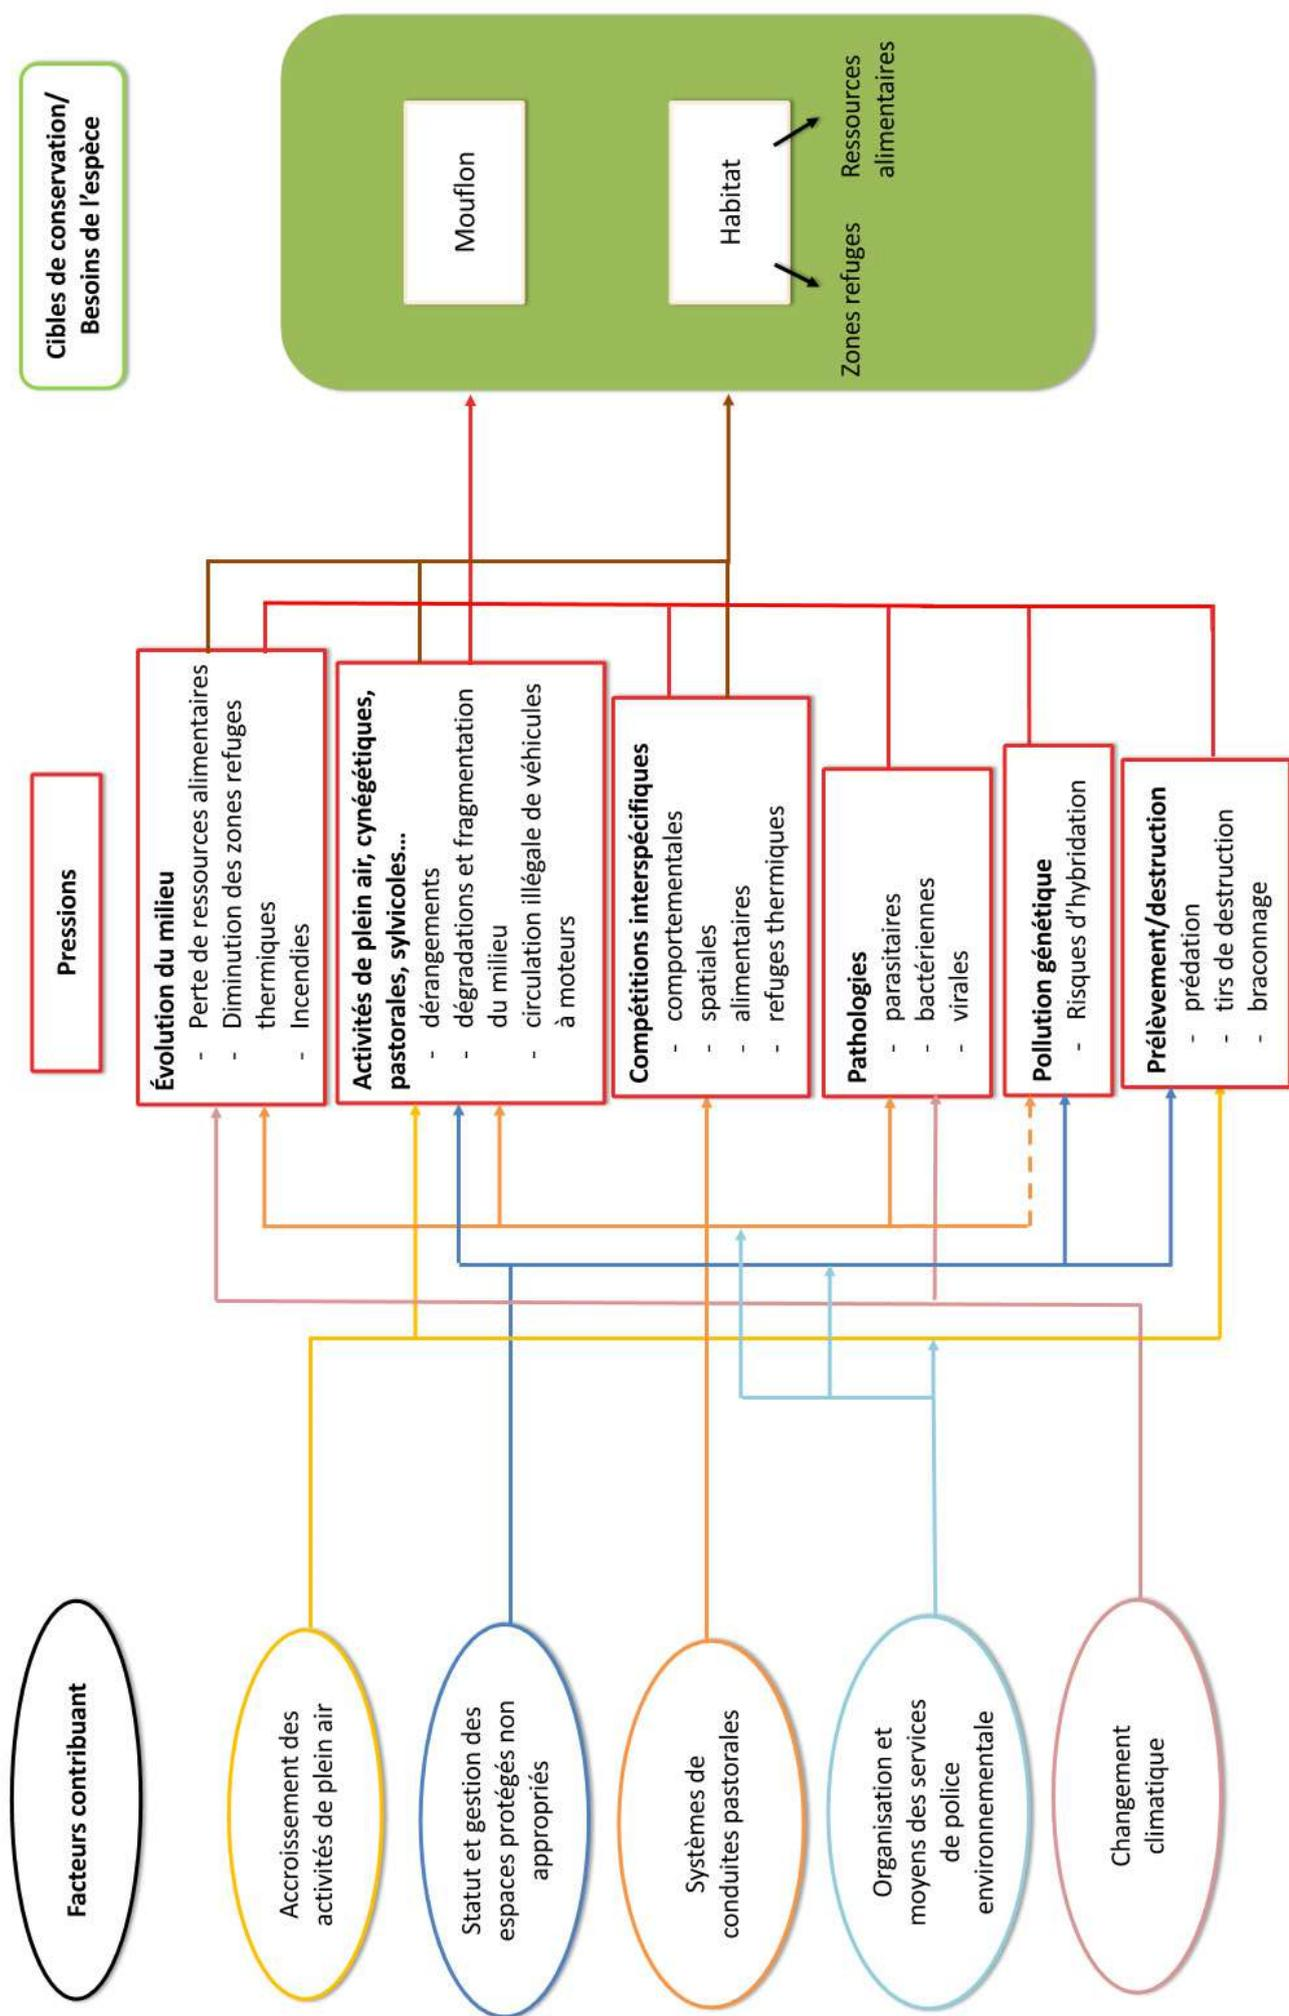 Facteurs contribuant
Accroissement des
activités de plein air
Statut et gestion des
espaces protégés non
appropriés
Systèmes de
conduites pastorales
Organisation et
moyens des services
de police
environnementale
Changement
climatique
Pressions
Évolution du milieu
- Perte de ressources alimentaires
- Diminution des zones refuges
thermiques
- Incendies
Activités de plein air, cynégétiques,
pastorales, sylvicoles...
- dérangements
- dégradations et fragmentation
du milieu
- circulation illégale de véhicules
à moteurs
Compétitions interspécifiques
- comportementales
- spatiales
- alimentaires
- refuges thermiques
Pathologies
- parasitaires
- bactériennes
- virales
Pollution génétique
- Risques d'hybridation
Prélèvement/destruction
- prédation
- tirs de destruction
- braconnage
Cibles de conservation/
Besoins de l'espèce
Mouflon
Habitat
Zones refuges
Ressources
alimentaires